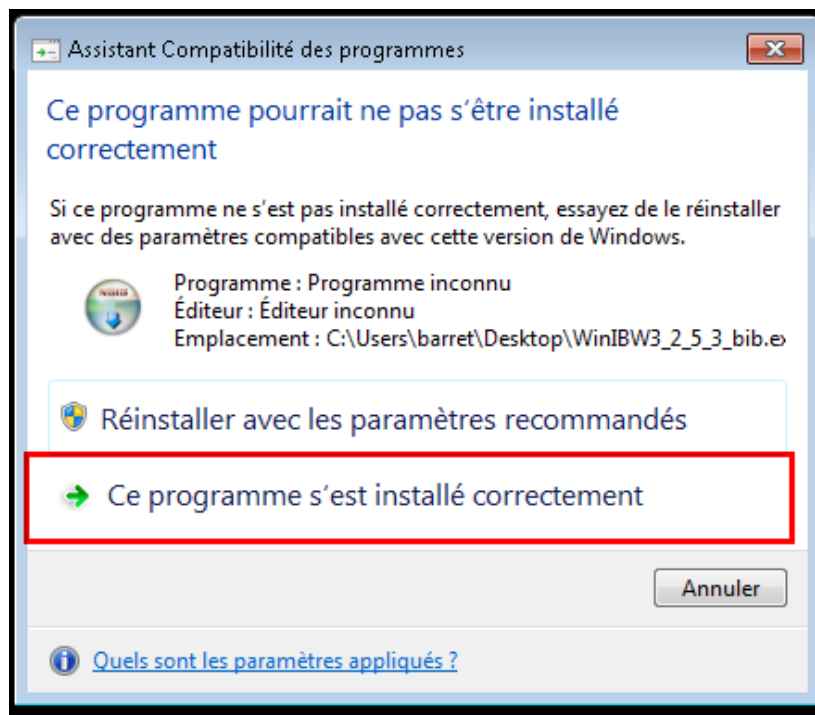 Assistant Compatibilité des programmes
Ce programme pourrait ne pas s'être installé
correctement
Si ce programme ne s'est pas installé correctement, essayez de le réinstaller
avec des paramètres compatibles avec cette version de Windows.
Programme : Programme inconnu
Éditeur : Éditeur inconnu
Emplacement : C:\Users\barret\Desktop\WinIBW3_2_5_3_bib.ex
Réinstaller avec les paramètres recommandés
Ce programme s'est installé correctement
Annuler
Quels sont les paramètres appliqués ?